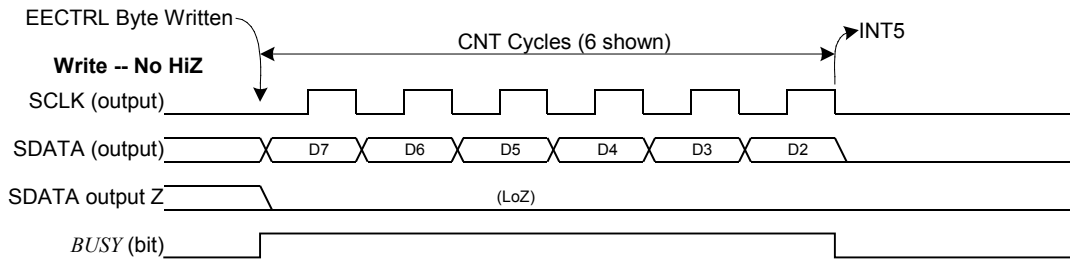 EECTRL Byte Written
INT5
CNT Cycles (6 shown)
Write -- No HiZ
SCLK (output)
SDATA (output)
D7 D6 D5 D4 D3 D2
SDATA output Z
(LoZ)
BUSY (bit)